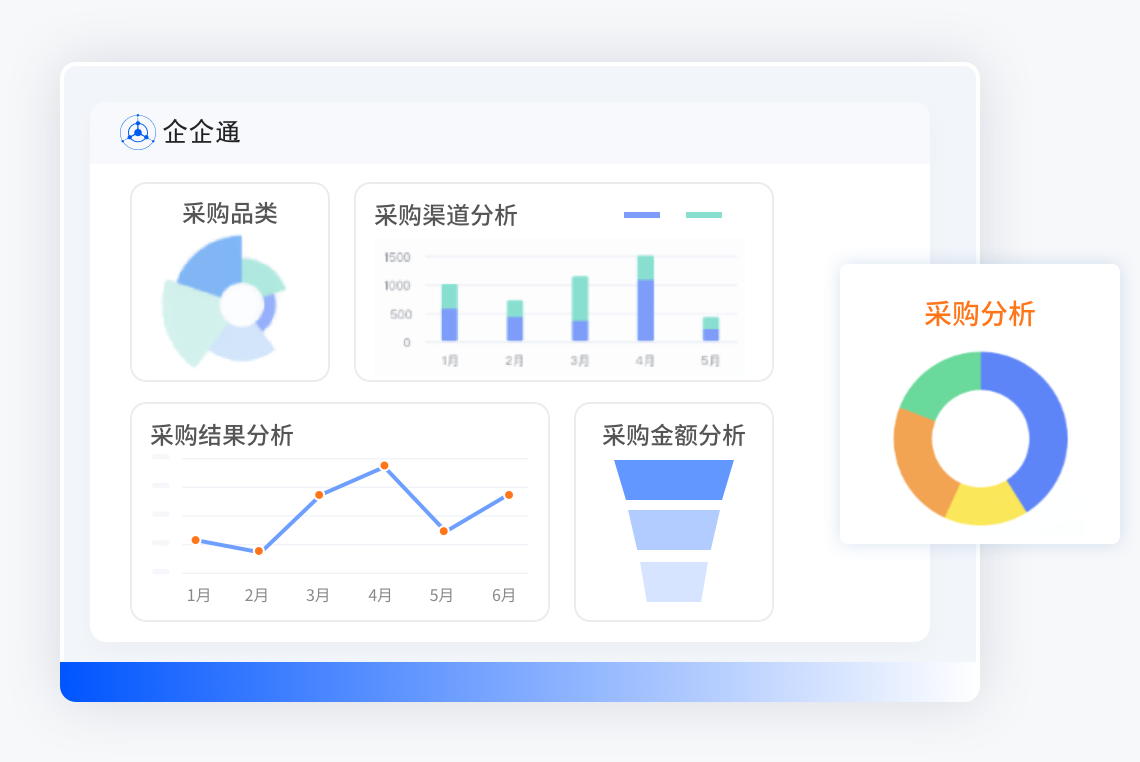 企企通
采购品类
采购渠道分析
1500
1000
500
0
1月 2月 3月 4月 5月
采购分析
采购结果分析
1月 2月 3月 4月 5月 6月
采购金额分析